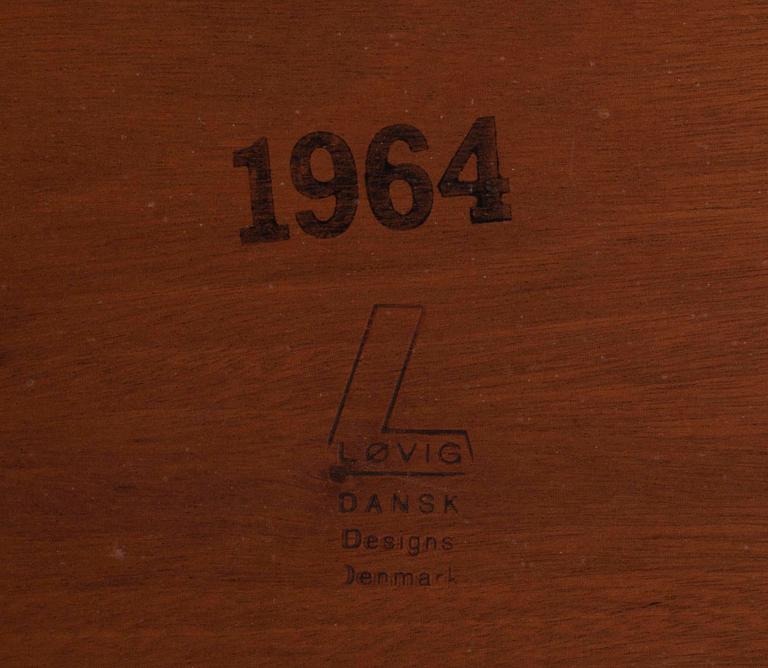 1964
LØVIG
DANSK
Designs
Denmark